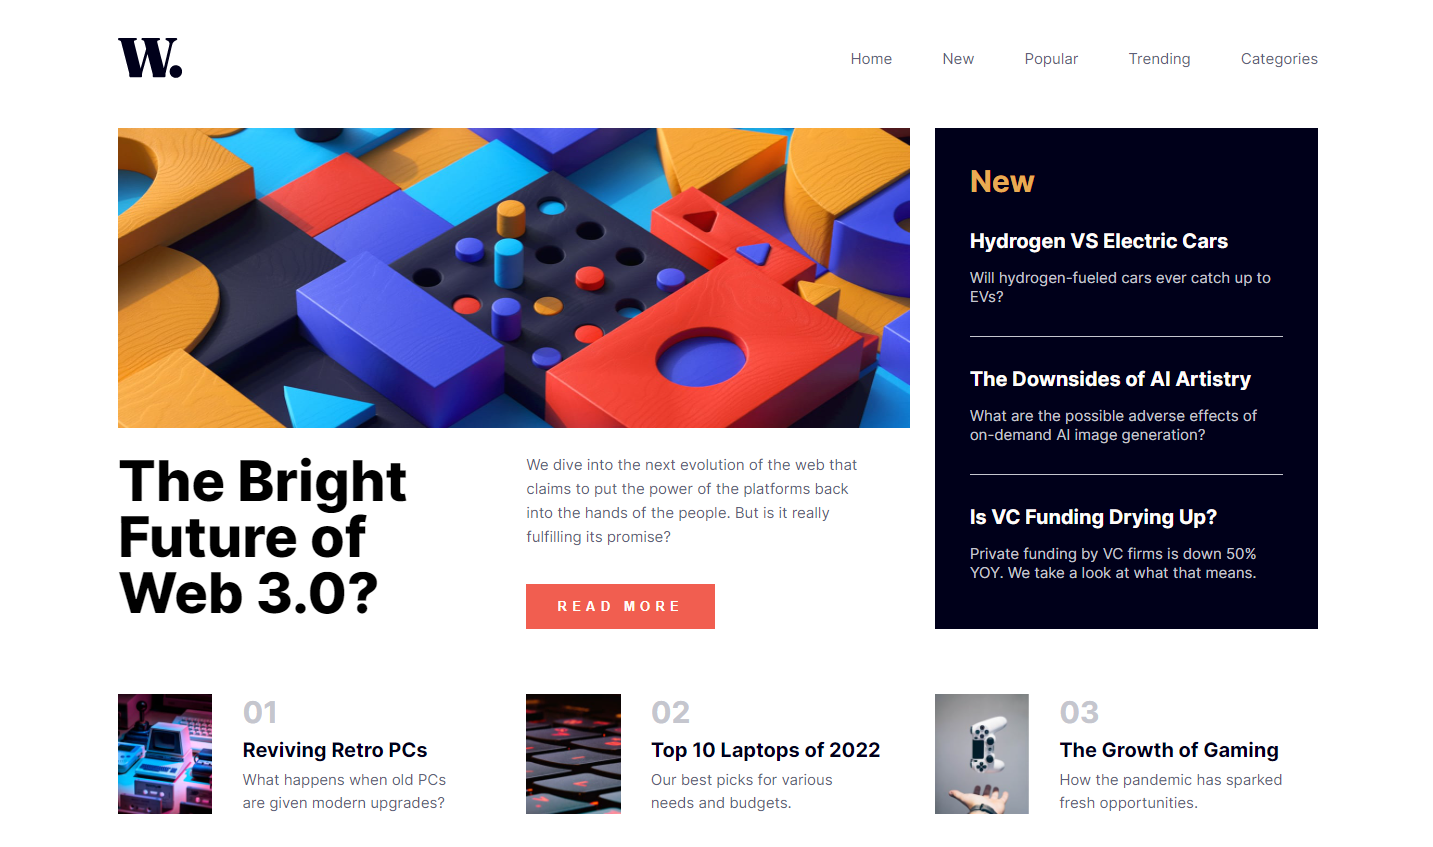 W.
Home New Popular Trending Categories
The Bright
Future of
Web 3.0?
We dive into the next evolution of the web that
claims to put the power of the platforms back
into the hands of the people. But is it really
fulfilling its promise?
READ MORE
New
Hydrogen VS Electric Cars
Will hydrogen-fueled cars ever catch up to
EVs?
The Downsides of AI Artistry
What are the possible adverse effects of
on-demand AI image generation?
Is VC Funding Drying Up?
Private funding by VC firms is down 50%
YOY. We take a look at what that means.
01
Reviving Retro PCs
What happens when old PCs
are given modern upgrades?
02
Top 10 Laptops of 2022
Our best picks for various
needs and budgets.
03
The Growth of Gaming
How the pandemic has sparked
fresh opportunities.